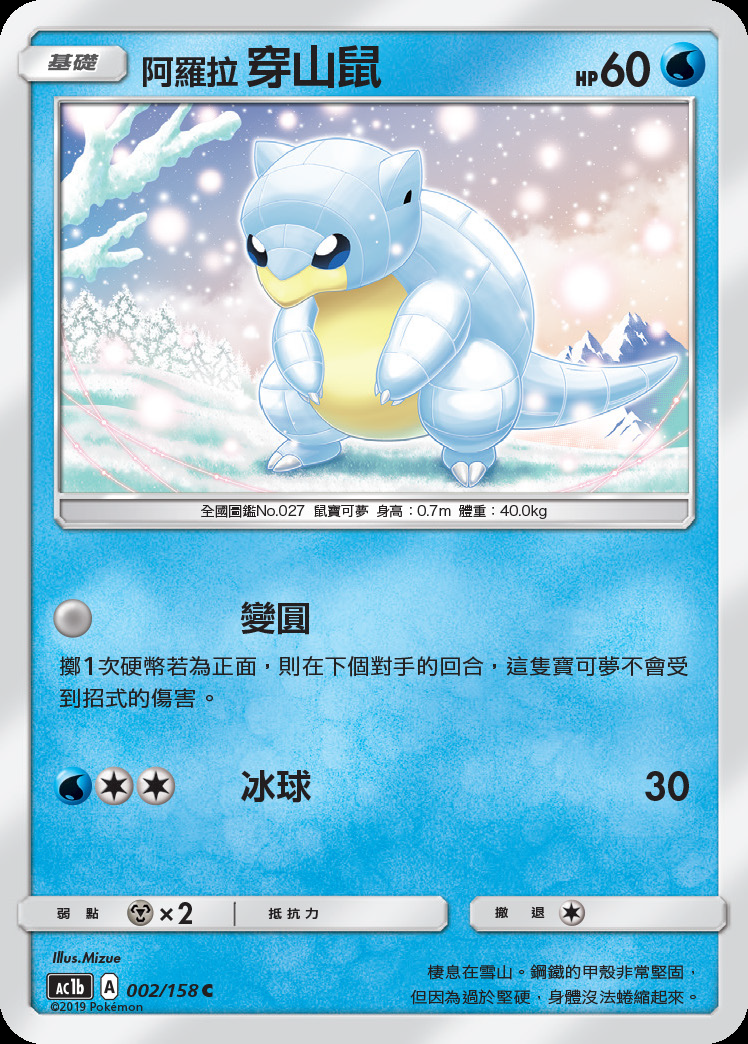 基礎 阿羅拉 穿山鼠 HP60
全國圖鑑No.027 鼠寶可夢 身高：0.7m 體重：40.0kg
變圓
擲1次硬幣若為正面，則在下個對手的回合，這隻寶可夢不會受
到招式的傷害。
冰球 30
弱點 ×2 抵抗力 撤退
Illus.Mizue
棲息在雪山。鋼鐵的甲殼非常堅固，
AC1b A 002/158 C
但因為過於堅硬，身體沒法蜷縮起來。
©2019 Pokémon